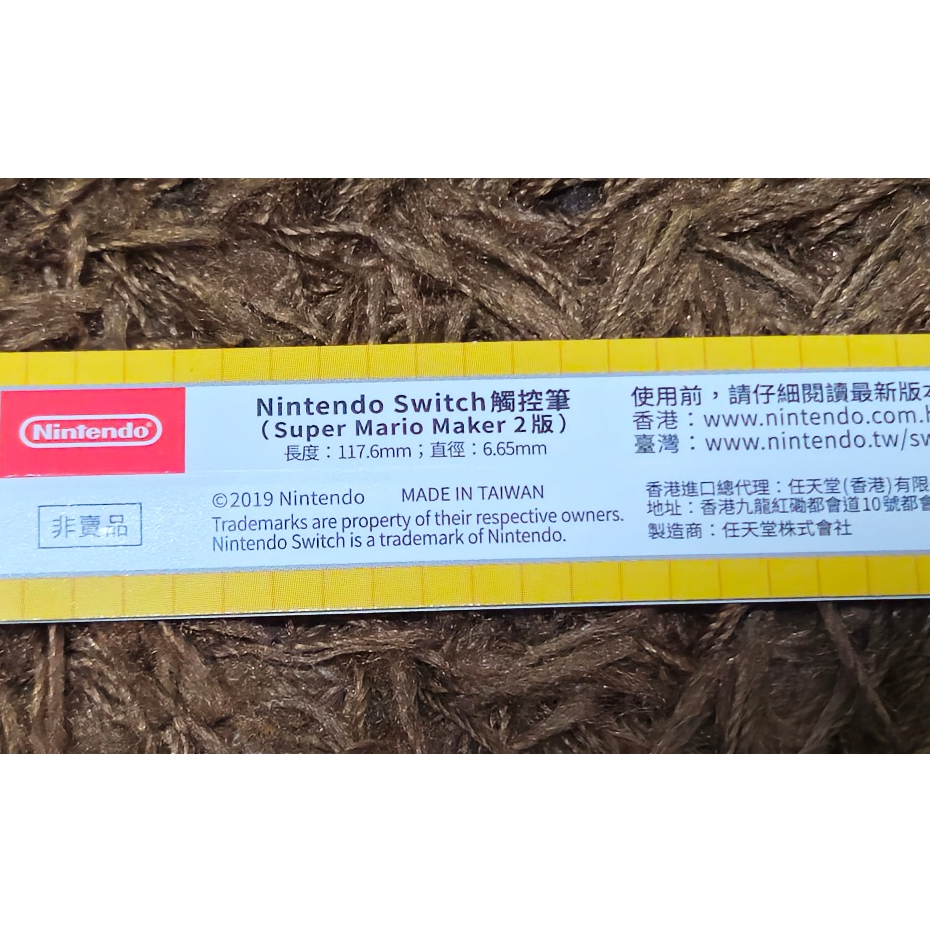 Nintendo
非賣品
Nintendo Switch觸控筆
（Super Mario Maker 2版）
長度：117.6mm；直徑：6.65mm
©2019 Nintendo MADE IN TAIWAN
Trademarks are property of their respective owners.
Nintendo Switch is a trademark of Nintendo.
使用前，請仔細閱讀最新版本
香港：www.nintendo.com.h
臺灣：www.nintendo.tw/sw
香港進口總代理：任天堂(香港)有限
地址：香港九龍紅磡都會道10號都會
製造商：任天堂株式會社